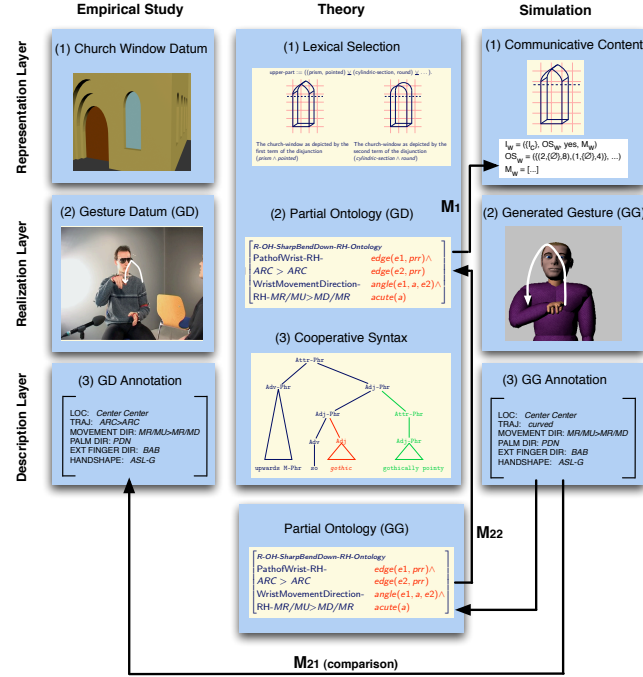 Empirical Study
Theory
Simulation
Representation Layer
(1) Church Window Datum
(1) Lexical Selection
upper-part := ({prism, pointed} ⊻ {cylindric-section, round} ⊻ ... ).
The church-window as depicted by the
first term of the disjunction
(prism ∧ pointed)
The church-window as depicted by the
second term of the disjunction
(cylindric-section ∧ round)
(1) Communicative Content
M1
Realization Layer
(2) Gesture Datum (GD)
(2) Partial Ontology (GD)
R-OH-SharpBendDown-RH-Ontology
PathofWrist-RH- edge(e1, prr)∧
ARC > ARC edge(e2, prr)
WristMovementDirection- angle(e1, a, e2)∧
RH-MR/MU>MD/MR acute(a)
(2) Generated Gesture (GG)
Description Layer
(3) GD Annotation
LOC: Center Center
TRAJ: ARC>ARC
MOVEMENT DIR: MR/MU>MR/MD
PALM DIR: PDN
EXT FINGER DIR: BAB
HANDSHAPE: ASL-G
(3) Cooperative Syntax
Attr-Phr
Adv-Phr
Adj-Phr
Adj-Phr
Attr-Phr
Adv
Adj
Adj-Phr
upwards M-Phr
so
gothic
gothically pointy
(3) GG Annotation
LOC: Center Center
TRAJ: curved
MOVEMENT DIR: MR/MU>MR/MD
PALM DIR: PDN
EXT FINGER DIR: BAB
HANDSHAPE: ASL-G
Partial Ontology (GG)
R-OH-SharpBendDown-RH-Ontology
PathofWrist-RH- edge(e1, prr)∧
ARC > ARC edge(e2, prr)
WristMovementDirection- angle(e1, a, e2)∧
RH-MR/MU>MD/MR acute(a)
M22
M21 (comparison)